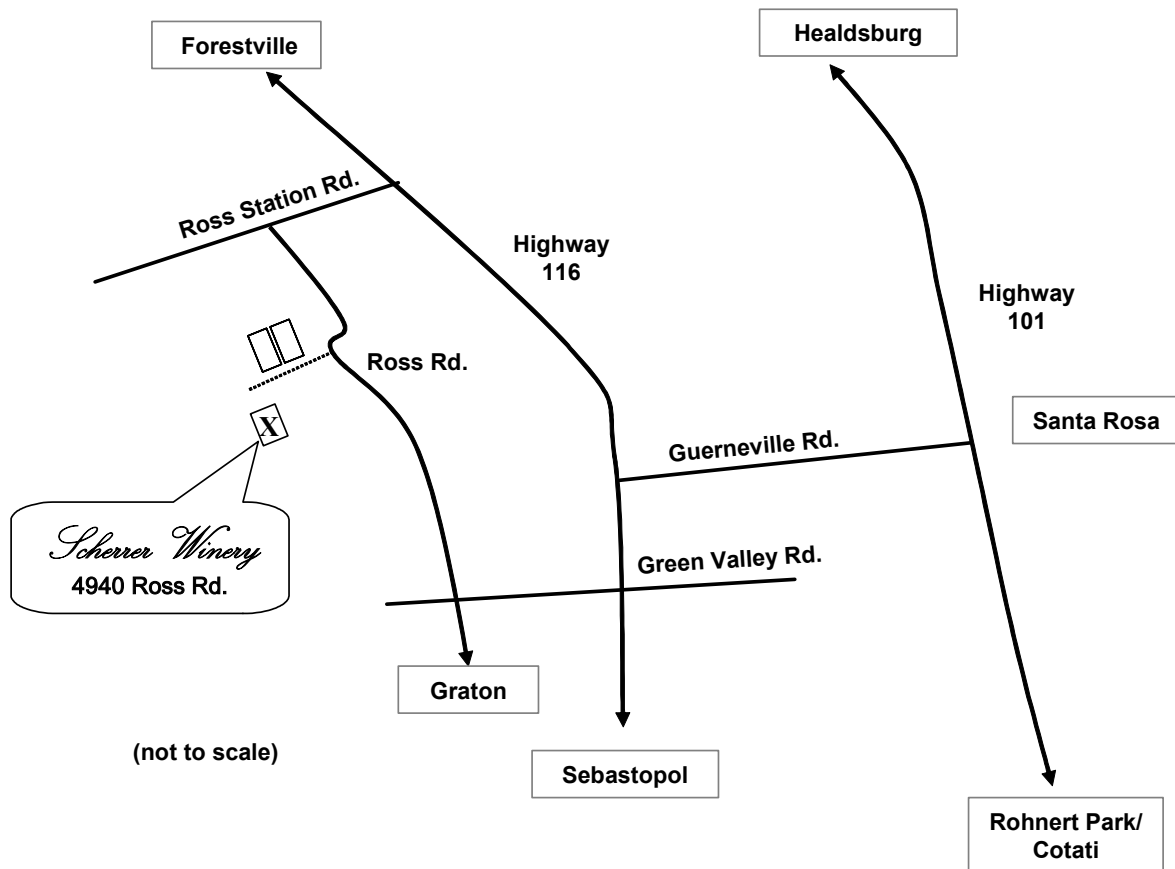 Forestville
Healdsburg
Ross Station Rd.
Highway
116
Highway
101
Ross Rd.
Santa Rosa
Guerneville Rd.
X
Scherrer Winery
4940 Ross Rd.
Green Valley Rd.
Graton
(not to scale)
Sebastopol
Rohnert Park/
Cotati